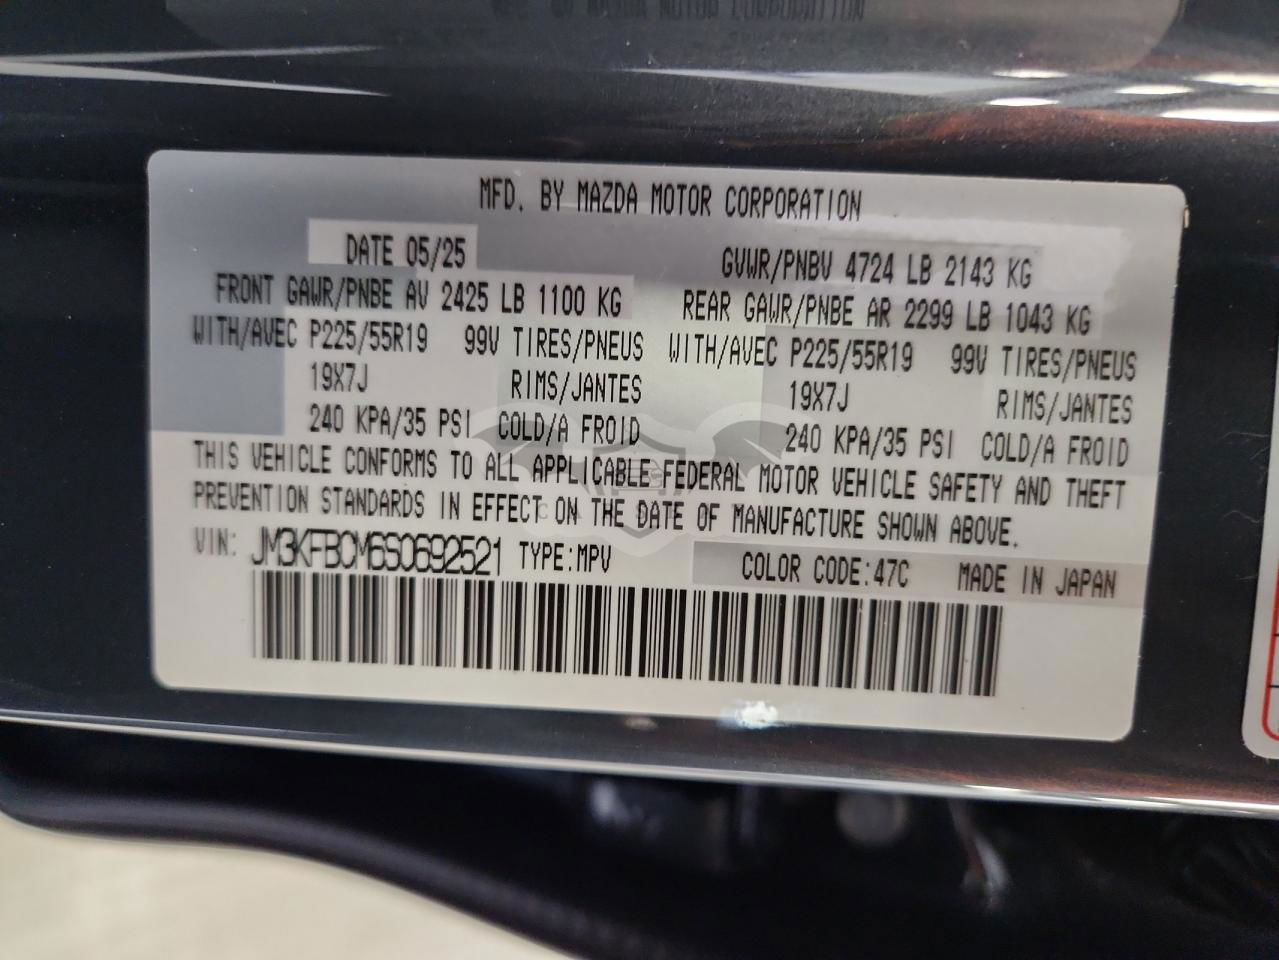 MFD. BY MAZDA MOTOR CORPORATION
DATE 05/25 GVWR/PNBV 4724 LB 2143 KG
FRONT GAWR/PNBE AV 2425 LB 1100 KG REAR GAWR/PNBE AR 2299 LB 1043 KG
WITH/AVEC P225/55R19 99V TIRES/PNEUS WITH/AVEC P225/55R19 99V TIRES/PNEUS
19X7J RIMS/JANTES 19X7J RIMS/JANTES
240 KPA/35 PSI COLD/A FROID 240 KPA/35 PSI COLD/A FROID
THIS VEHICLE CONFORMS TO ALL APPLICABLE FEDERAL MOTOR VEHICLE SAFETY AND THEFT
PREVENTION STANDARDS IN EFFECT ON THE DATE OF MANUFACTURE SHOWN ABOVE.
VIN: JM3KFBCM6S0692521 TYPE:MPV COLOR CODE:47C MADE IN JAPAN